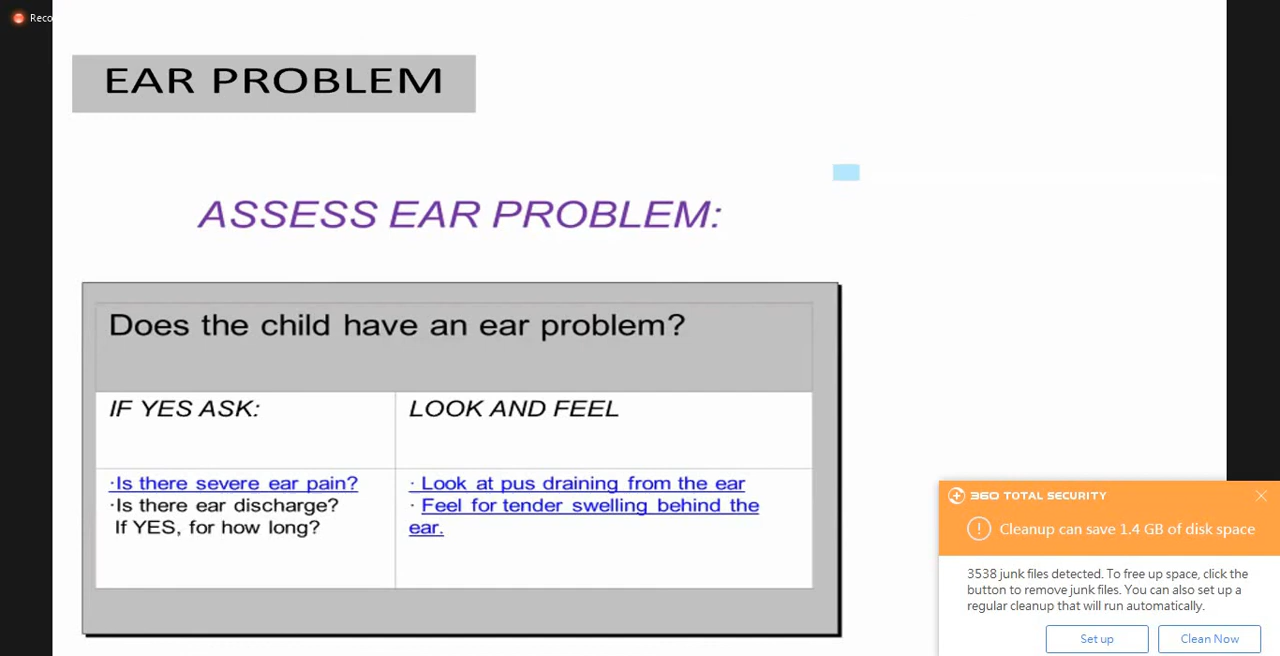 Reco
EAR PROBLEM
ASSESS EAR PROBLEM:
Does the child have an ear problem?
IF YES ASK:
LOOK AND FEEL
·Is there severe ear pain?
·Is there ear discharge?
If YES, for how long?
· Look at pus draining from the ear
· Feel for tender swelling behind the
ear.
360 TOTAL SECURITY
Cleanup can save 1.4 GB of disk space
3538 junk files detected. To free up space, click the
button to remove junk files. You can also set up a
regular cleanup that will run automatically.
Set up
Clean Now